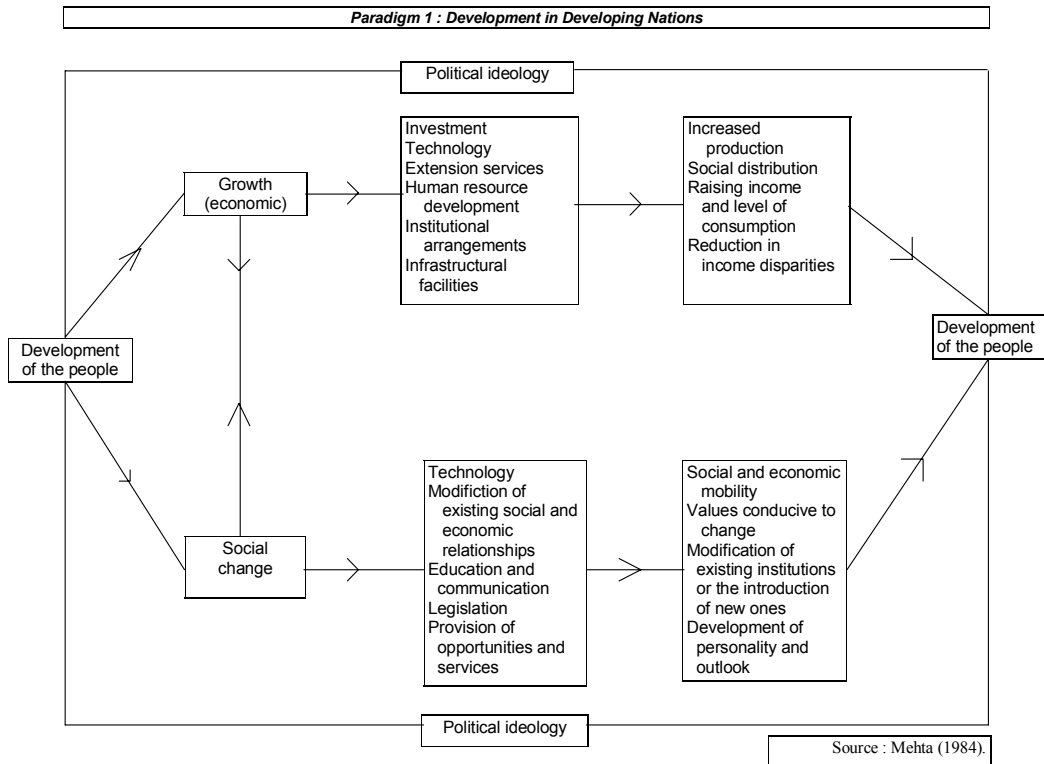 Paradigm 1 : Development in Developing Nations
Political ideology
Investment
Technology
Extension services
Human resource
development
Institutional
arrangements
Infrastructural
facilities
Increased
production
Social distribution
Raising income
and level of
consumption
Reduction in
income disparities
Growth
(economic)
Development
of the people
Development
of the people
Technology
Modifiction of
existing social and
economic
relationships
Education and
communication
Legislation
Provision of
opportunities and
services
Social and economic
mobility
Values conducive to
change
Modification of
existing institutions
or the introduction
of new ones
Development of
personality and
outlook
Social
change
Political ideology
Source : Mehta (1984).